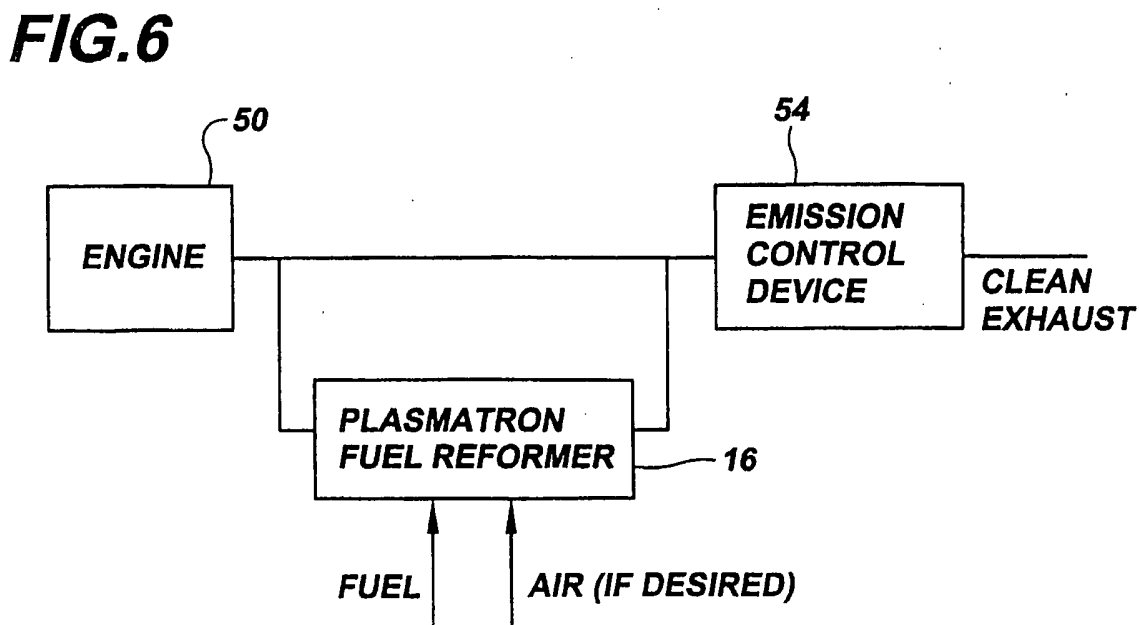 FIG.6
50
54
ENGINE
EMISSION
CONTROL
DEVICE
CLEAN
EXHAUST
PLASMATRON
FUEL REFORMER
16
FUEL
AIR (IF DESIRED)